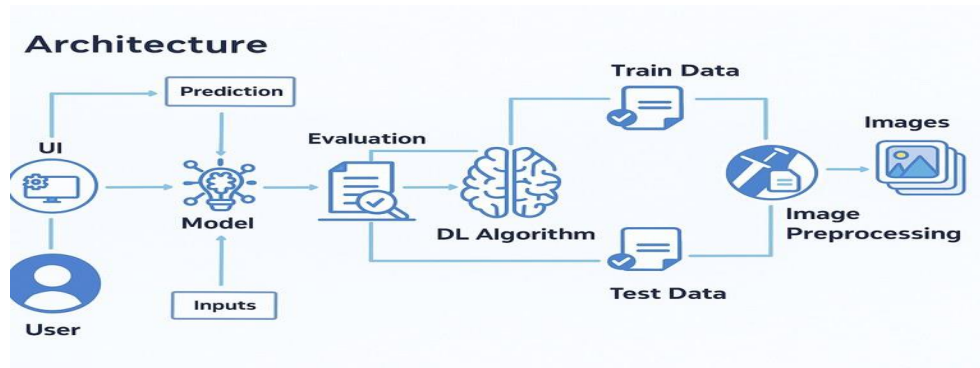 Architecture
Prediction
Train Data
UI
Evaluation
Images
Model
DL Algorithm
Image
Preprocessing
Inputs
Test Data
User